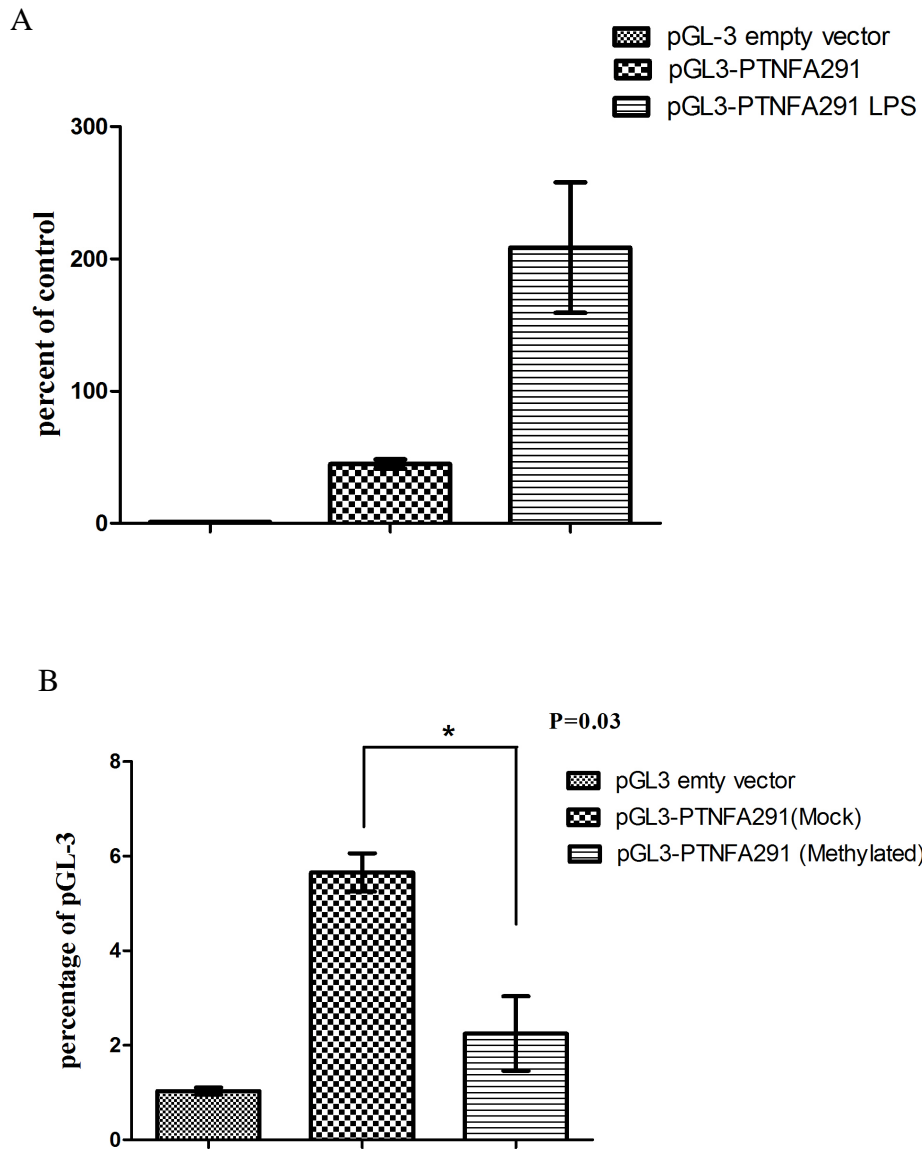 A
pGL-3 empty vector
pGL3-PTNFA291
pGL3-PTNFA291 LPS
300
200
100
0
percent of control
B
P=0.03
*
pGL3 emty vector
pGL3-PTNFA291(Mock)
pGL3-PTNFA291 (Methylated)
8
6
4
2
0
percentage of pGL-3